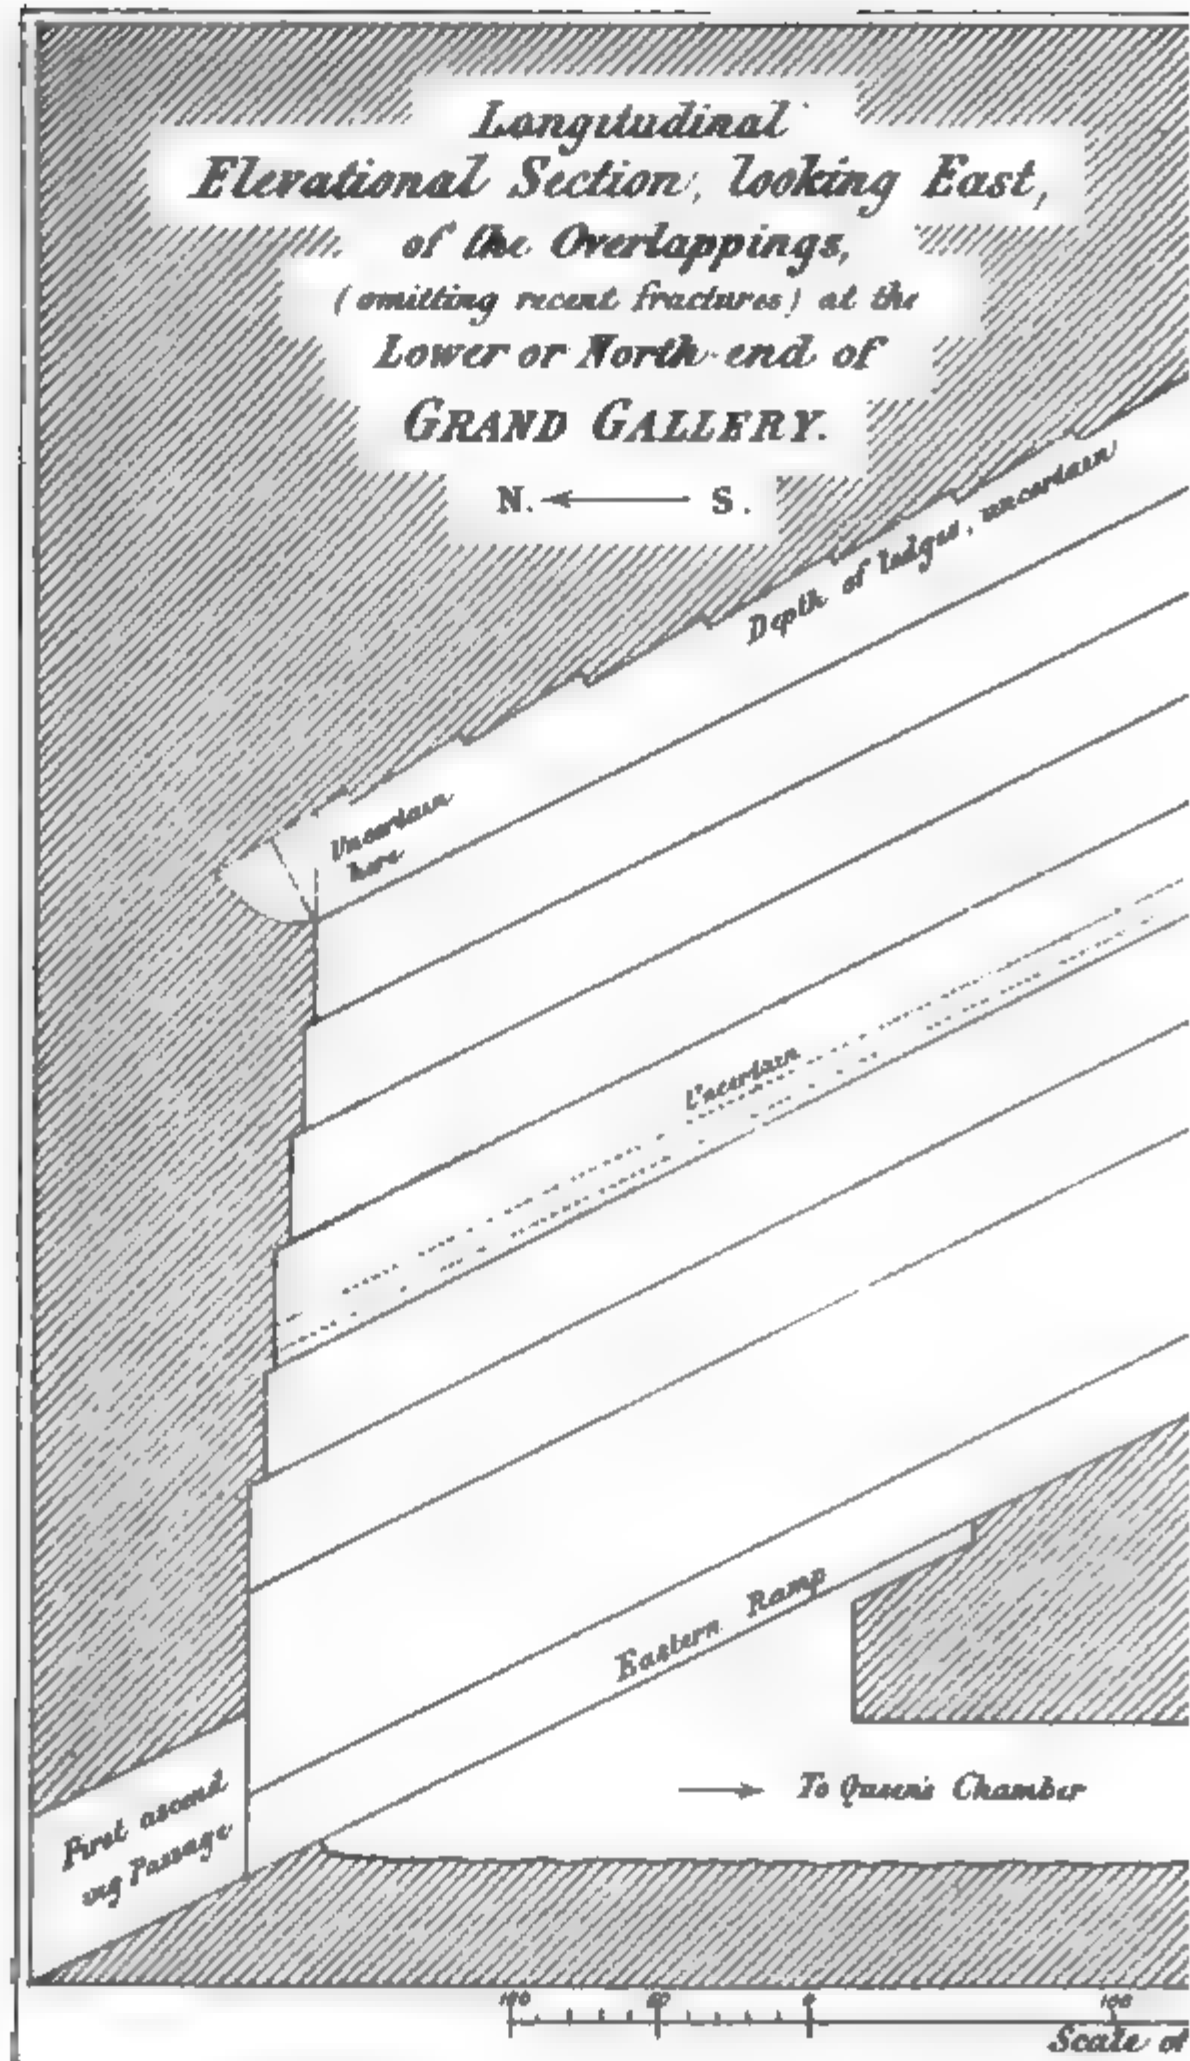 Longitudinal
Elevational Section, looking East,
of the Overlappings,
(omitting recent fractures) at the
Lower or North end of
GRAND GALLERY.
N. S.
Depth of ledges, uncertain
Uncertain
here
Uncertain
Eastern Ramp
To Queen's Chamber
First ascend
ing Passage
100 50 0 100
Scale of